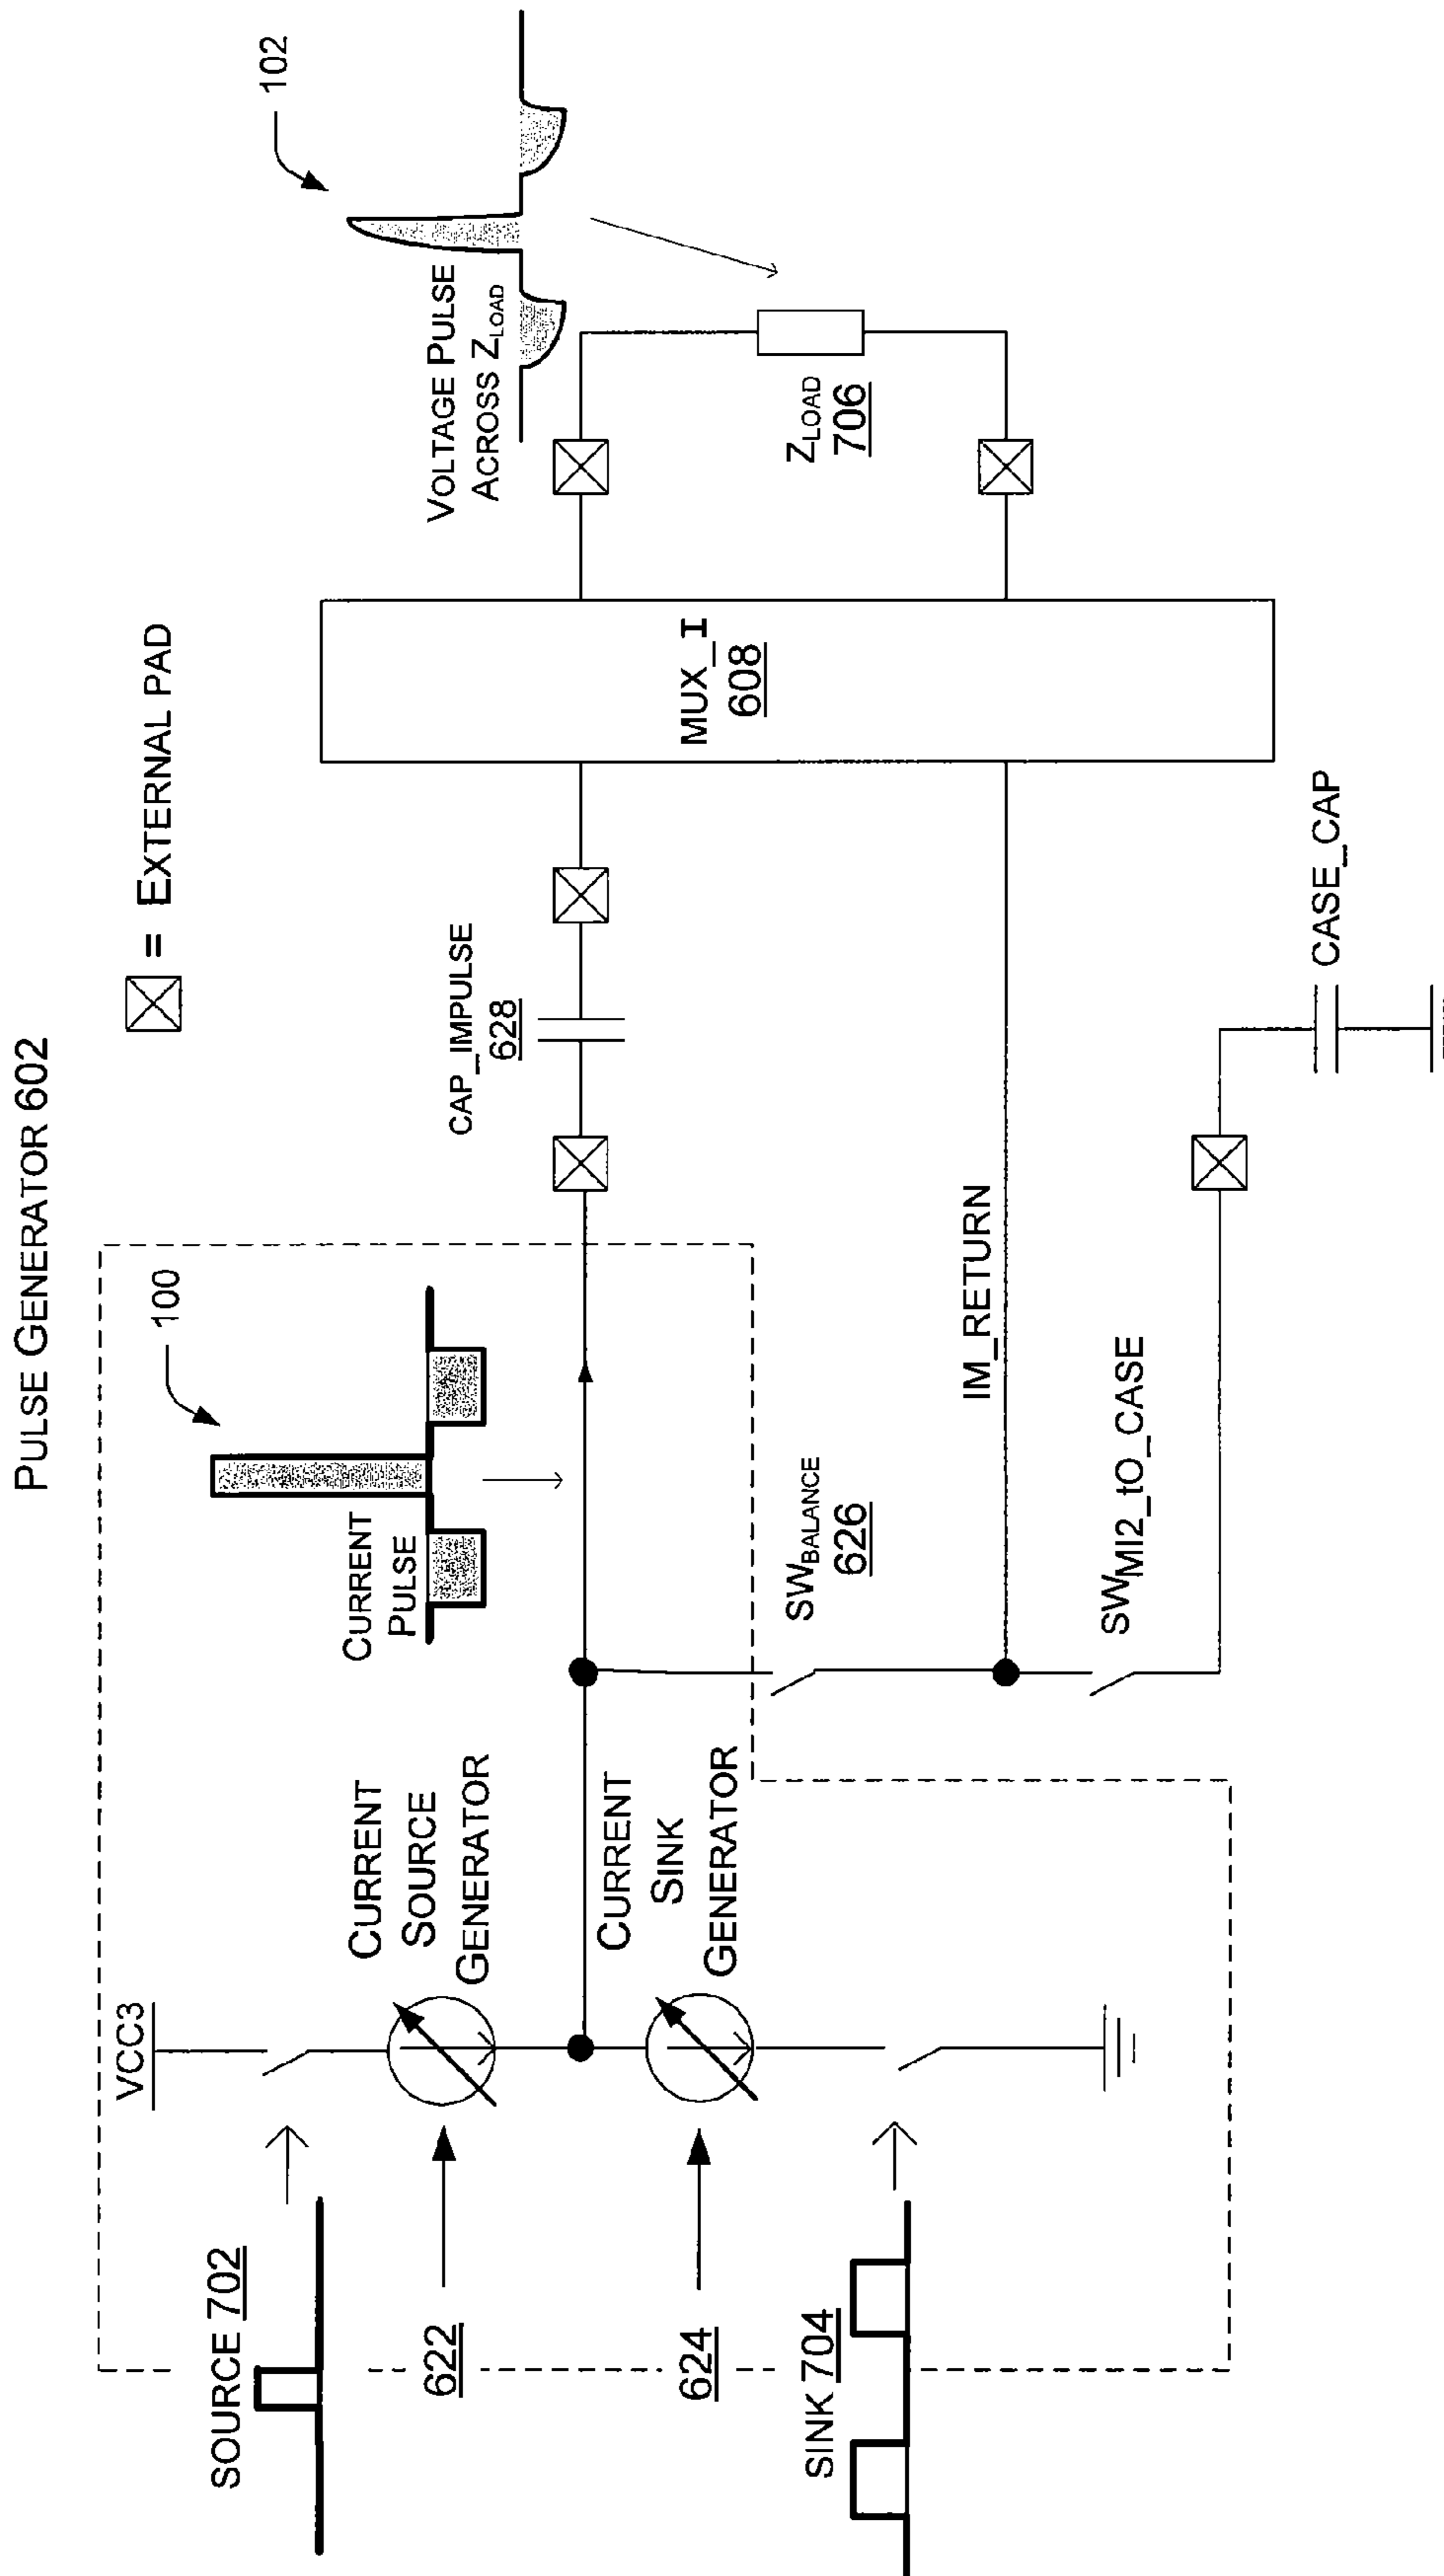 PULSE GENERATOR 602
= EXTERNAL PAD
100
102
CURRENT
PULSE
VOLTAGE PULSE
ACROSS ZLOAD
VCC3
SOURCE 702
CURRENT
SOURCE
GENERATOR
622
CAP_IMPULSE
628
MUX_I
608
ZLOAD
706
CURRENT
SINK
GENERATOR
624
SWBALANCE
626
IM_RETURN
SINK 704
SWMI2_tO_CASE
CASE_CAP